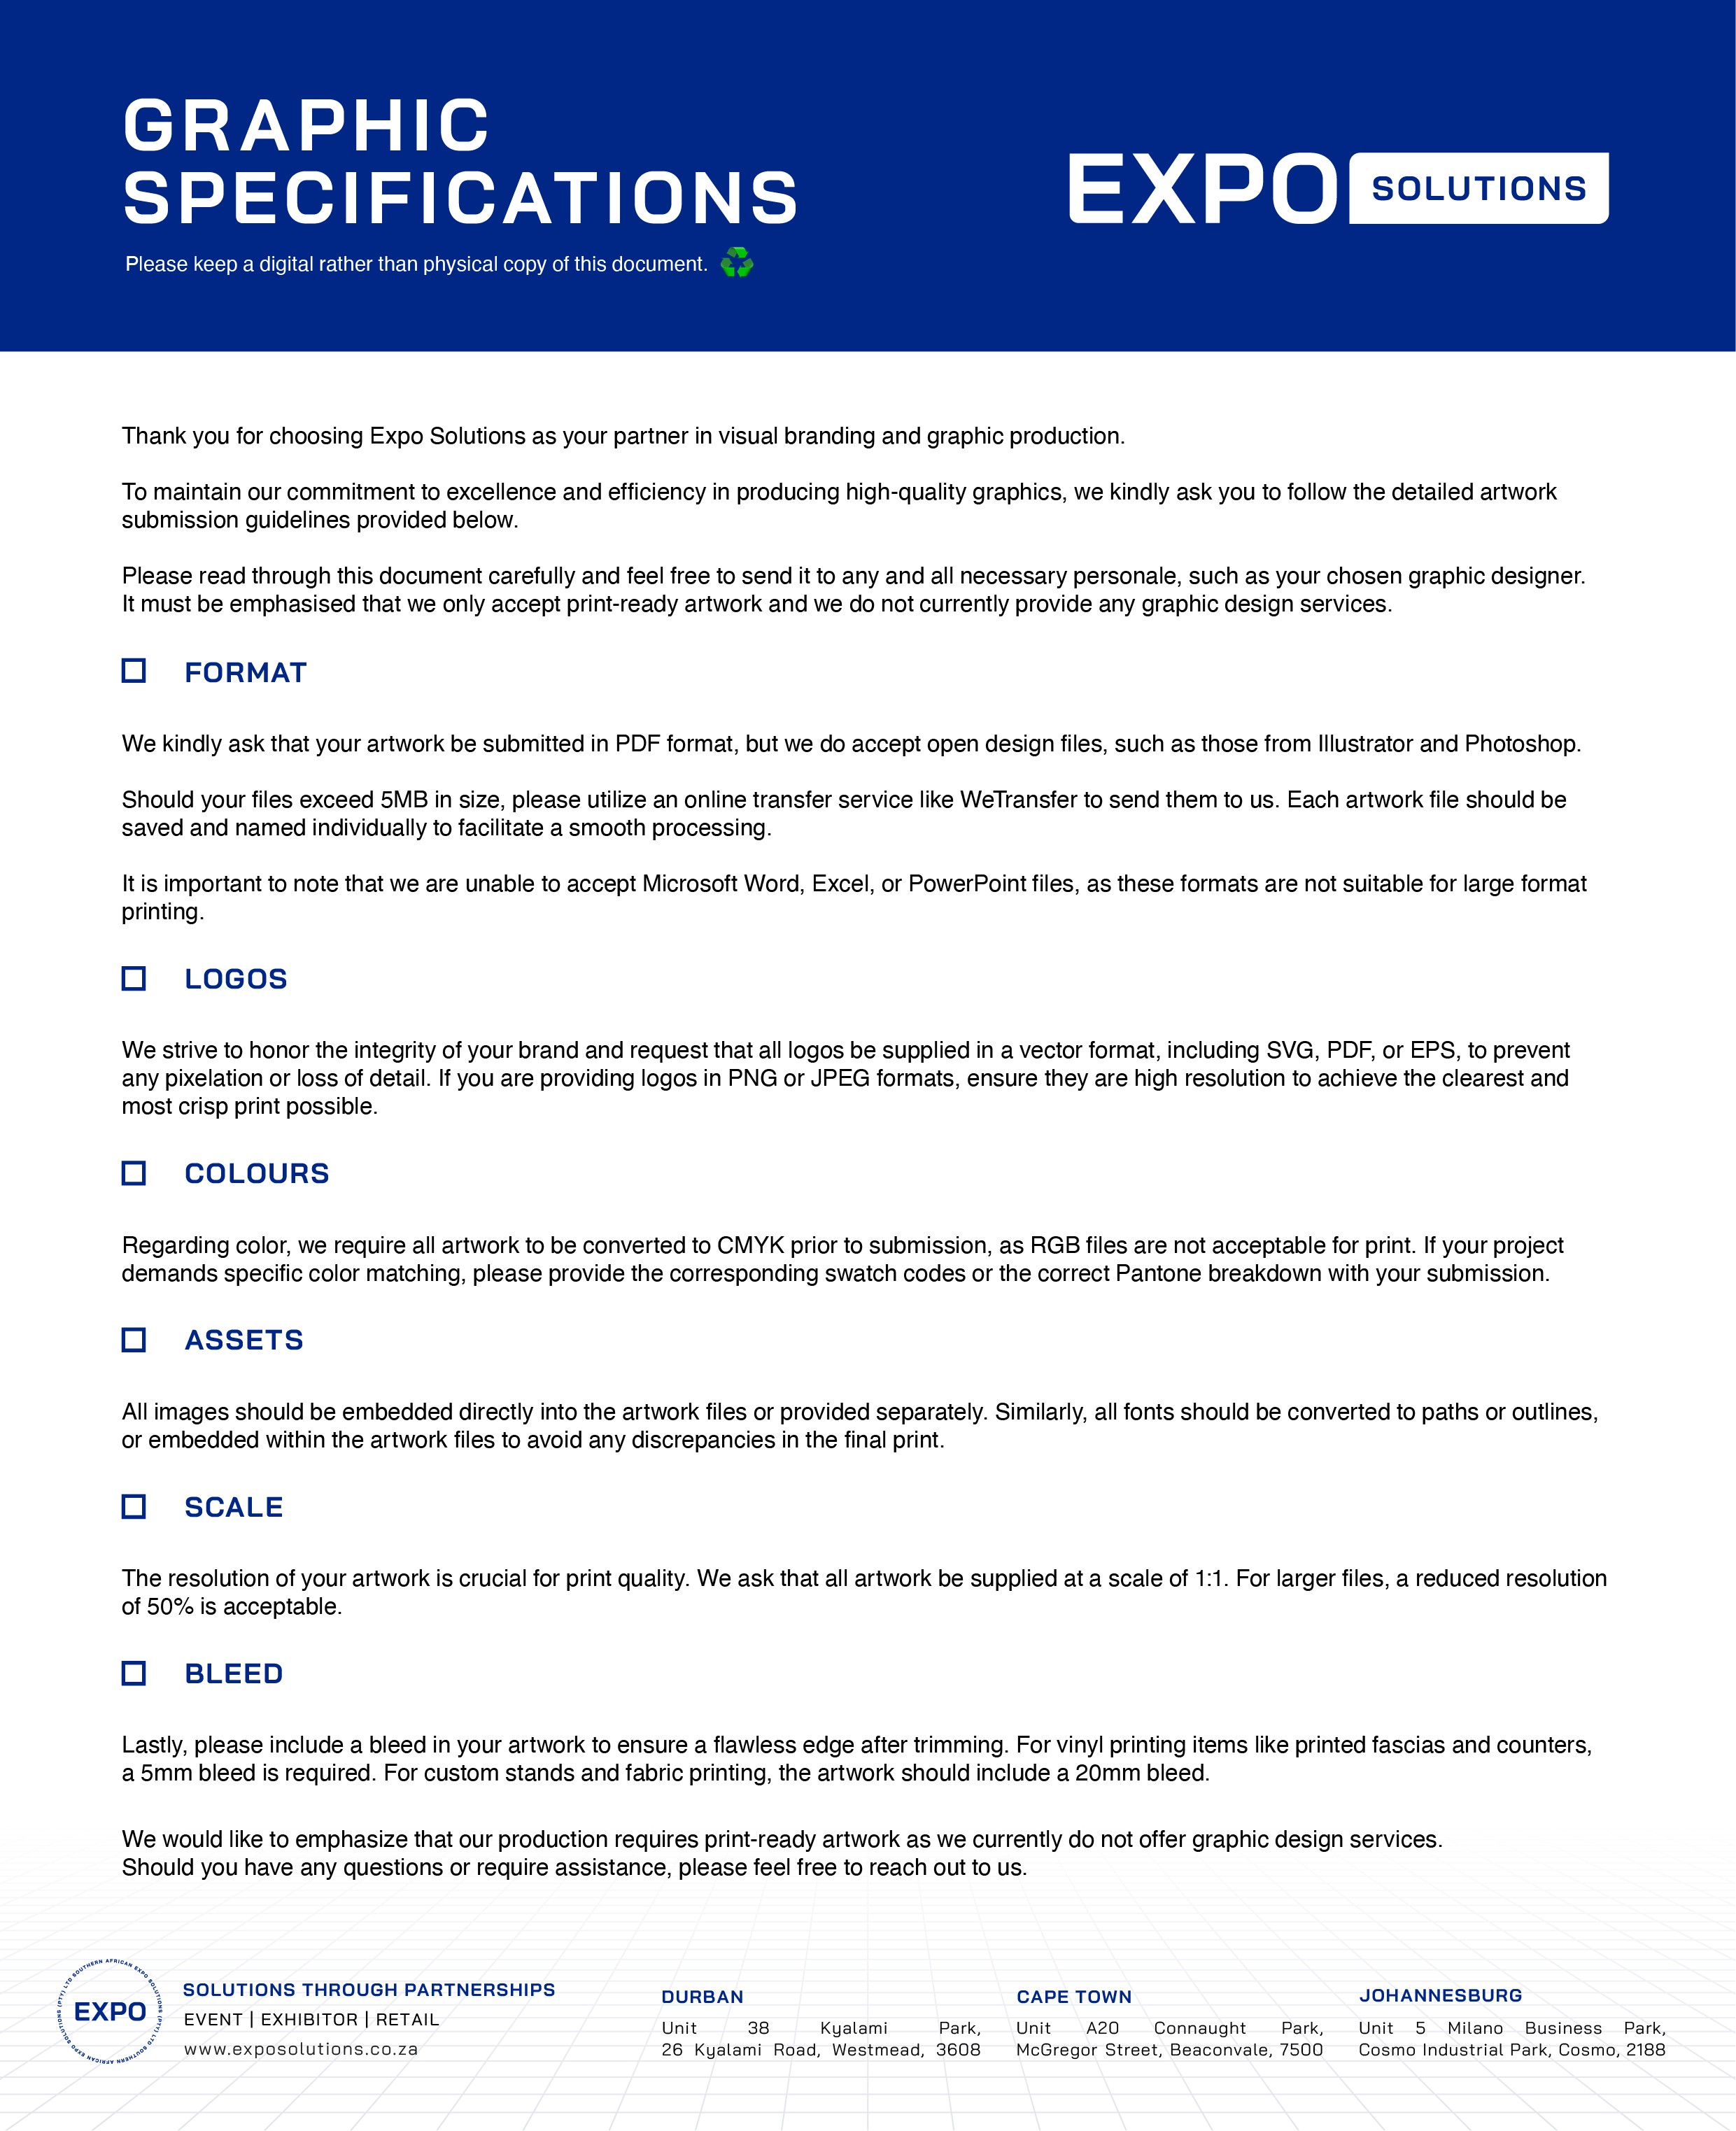 GRAPHIC
SPECIFICATIONS
Please keep a digital rather than physical copy of this document.
EXPO SOLUTIONS
Thank you for choosing Expo Solutions as your partner in visual branding and graphic production.
To maintain our commitment to excellence and efficiency in producing high-quality graphics, we kindly ask you to follow the detailed artwork
submission guidelines provided below.
Please read through this document carefully and feel free to send it to any and all necessary personale, such as your chosen graphic designer.
It must be emphasised that we only accept print-ready artwork and we do not currently provide any graphic design services.
FORMAT
We kindly ask that your artwork be submitted in PDF format, but we do accept open design files, such as those from Illustrator and Photoshop.
Should your files exceed 5MB in size, please utilize an online transfer service like WeTransfer to send them to us. Each artwork file should be
saved and named individually to facilitate a smooth processing.
It is important to note that we are unable to accept Microsoft Word, Excel, or PowerPoint files, as these formats are not suitable for large format
printing.
LOGOS
We strive to honor the integrity of your brand and request that all logos be supplied in a vector format, including SVG, PDF, or EPS, to prevent
any pixelation or loss of detail. If you are providing logos in PNG or JPEG formats, ensure they are high resolution to achieve the clearest and
most crisp print possible.
COLOURS
Regarding color, we require all artwork to be converted to CMYK prior to submission, as RGB files are not acceptable for print. If your project
demands specific color matching, please provide the corresponding swatch codes or the correct Pantone breakdown with your submission.
ASSETS
All images should be embedded directly into the artwork files or provided separately. Similarly, all fonts should be converted to paths or outlines,
or embedded within the artwork files to avoid any discrepancies in the final print.
SCALE
The resolution of your artwork is crucial for print quality. We ask that all artwork be supplied at a scale of 1:1. For larger files, a reduced resolution
of 50% is acceptable.
BLEED
Lastly, please include a bleed in your artwork to ensure a flawless edge after trimming. For vinyl printing items like printed fascias and counters,
a 5mm bleed is required. For custom stands and fabric printing, the artwork should include a 20mm bleed.
We would like to emphasize that our production requires print-ready artwork as we currently do not offer graphic design services.
Should you have any questions or require assistance, please feel free to reach out to us.
SOUTHERN AFRICAN EXPO SOLUTIONS (PTY) LTD SOUTHERN AFRICAN EXPO SOLUTIONS (PTY) LTD
EXPO
SOLUTIONS THROUGH PARTNERSHIPS
EVENT | EXHIBITOR | RETAIL
www.exposolutions.co.za
DURBAN
Unit 38 Kyalami Park,
26 Kyalami Road, Westmead, 3608
CAPE TOWN
Unit A20 Connaught Park,
McGregor Street, Beaconvale, 7500
JOHANNESBURG
Unit 5 Milano Business Park,
Cosmo Industrial Park, Cosmo, 2188